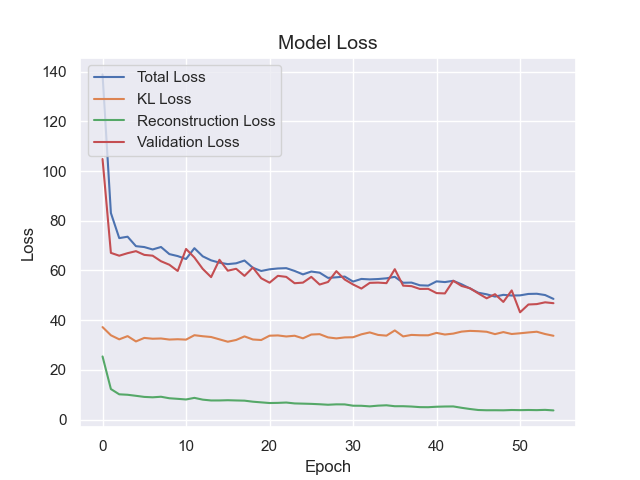 Model Loss
140
120
100
80
60
40
20
0
Total Loss
KL Loss
Reconstruction Loss
Validation Loss
Loss
0 10 20 30 40 50
Epoch